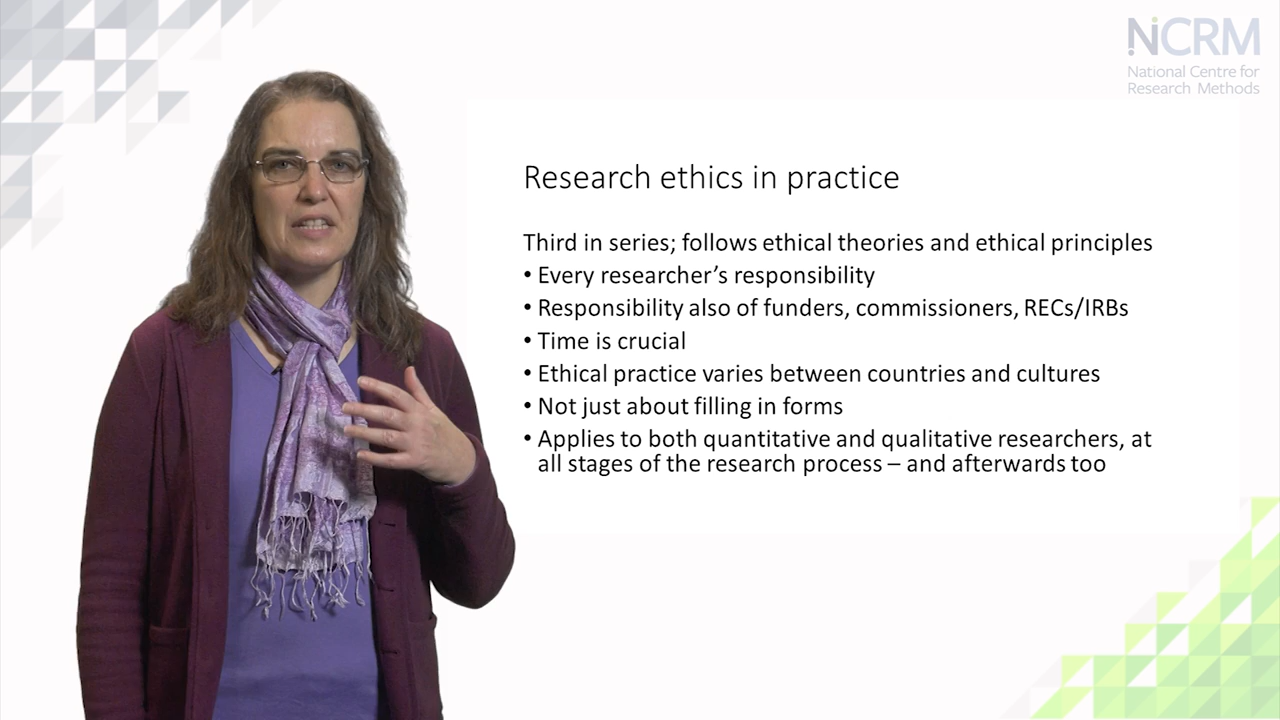 NCRM
National Centre for
Research Methods
Research ethics in practice
Third in series; follows ethical theories and ethical principles
• Every researcher’s responsibility
• Responsibility also of funders, commissioners, RECs/IRBs
• Time is crucial
• Ethical practice varies between countries and cultures
• Not just about filling in forms
• Applies to both quantitative and qualitative researchers, at
all stages of the research process – and afterwards too